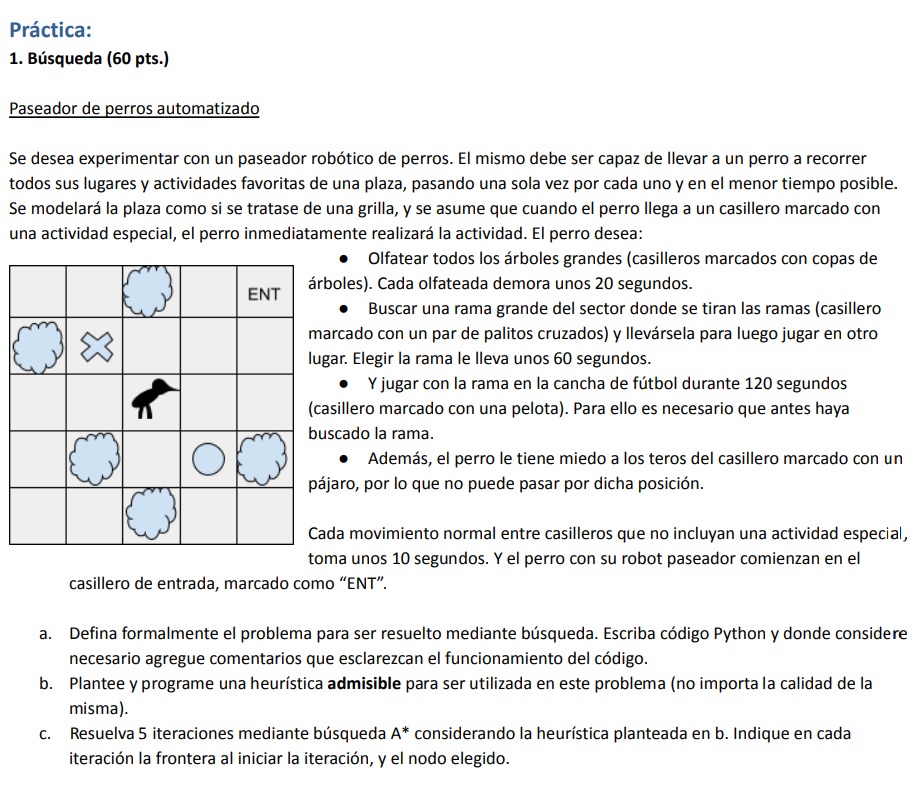 Práctica:
1. Búsqueda (60 pts.)
Paseador de perros automatizado
Se desea experimentar con un paseador robótico de perros. El mismo debe ser capaz de llevar a un perro a recorrer
todos sus lugares y actividades favoritas de una plaza, pasando una sola vez por cada uno y en el menor tiempo posible.
Se modelará la plaza como si se tratase de una grilla, y se asume que cuando el perro llega a un casillero marcado con
una actividad especial, el perro inmediatamente realizará la actividad. El perro desea:
ENT
● Olfatear todos los árboles grandes (casilleros marcados con copas de
árboles). Cada olfateada demora unos 20 segundos.
● Buscar una rama grande del sector donde se tiran las ramas (casillero
marcado con un par de palitos cruzados) y llevársela para luego jugar en otro
lugar. Elegir la rama le lleva unos 60 segundos.
● Y jugar con la rama en la cancha de fútbol durante 120 segundos
(casillero marcado con una pelota). Para ello es necesario que antes haya
buscado la rama.
● Además, el perro le tiene miedo a los teros del casillero marcado con un
pájaro, por lo que no puede pasar por dicha posición.
Cada movimiento normal entre casilleros que no incluyan una actividad especial,
toma unos 10 segundos. Y el perro con su robot paseador comienzan en el
casillero de entrada, marcado como “ENT”.
a. Defina formalmente el problema para ser resuelto mediante búsqueda. Escriba código Python y donde considere
necesario agregue comentarios que esclarezcan el funcionamiento del código.
b. Plantee y programe una heurística admisible para ser utilizada en este problema (no importa la calidad de la
misma).
c. Resuelva 5 iteraciones mediante búsqueda A* considerando la heurística planteada en b. Indique en cada
iteración la frontera al iniciar la iteración, y el nodo elegido.